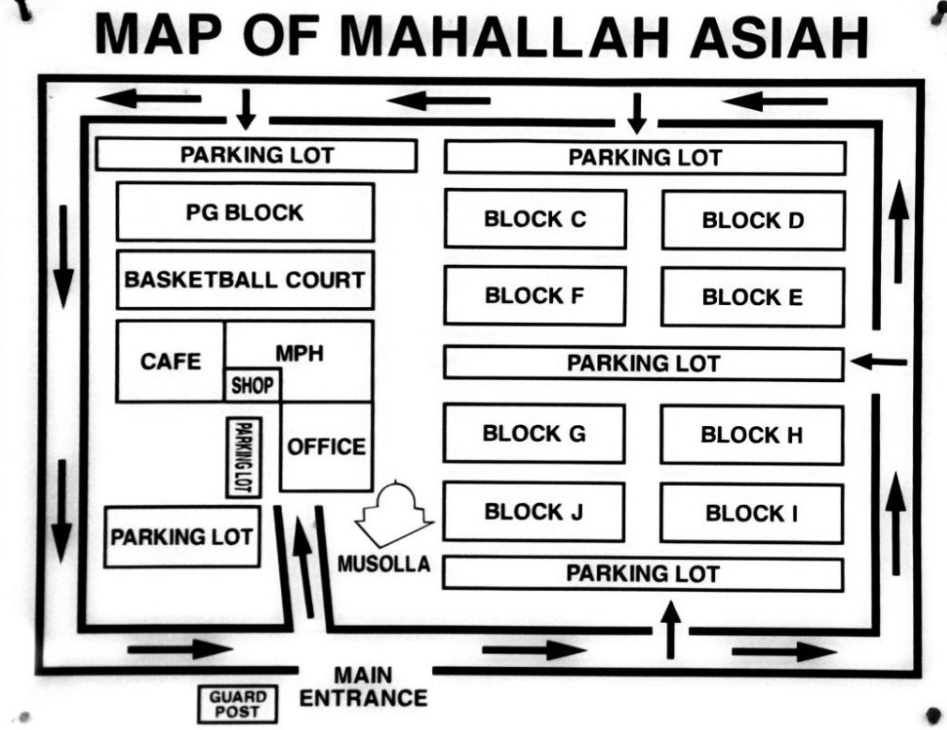 MAP OF MAHALLAH ASIAH
PARKING LOT
PARKING LOT
PG BLOCK
BLOCK C
BLOCK D
BASKETBALL COURT
BLOCK F
BLOCK E
CAFE
MPH
SHOP
PARKING LOT
PARKING LOT
OFFICE
BLOCK G
BLOCK H
BLOCK J
BLOCK I
PARKING LOT
MUSOLLA
PARKING LOT
MAIN
ENTRANCE
GUARD
POST